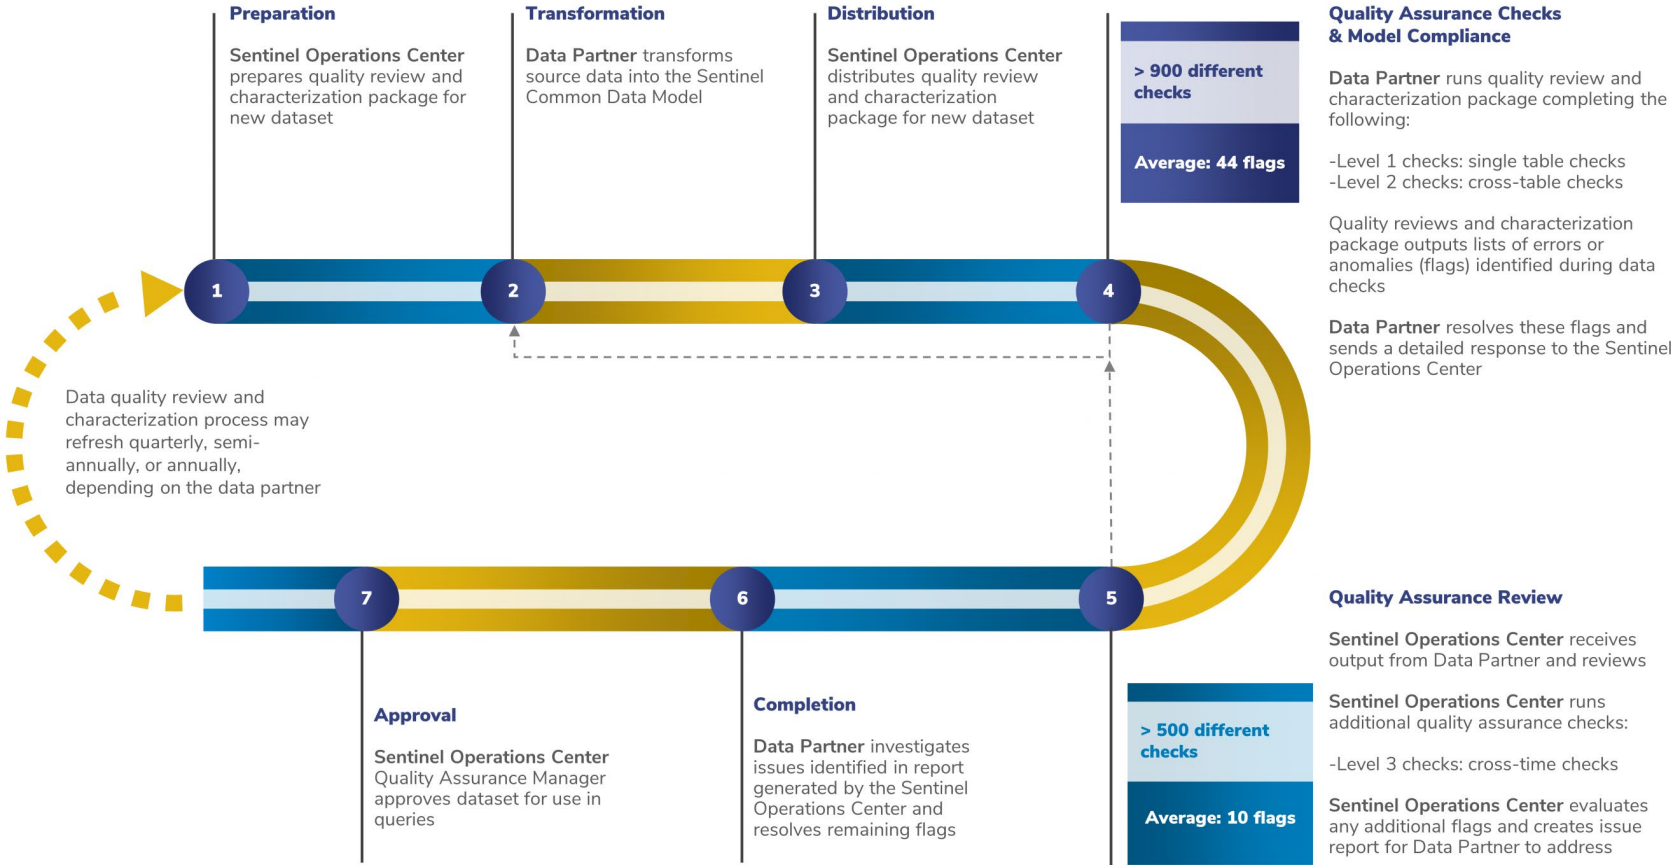 Preparation
Sentinel Operations Center
prepares quality review and
characterization package for
new dataset
Transformation
Data Partner transforms
source data into the Sentinel
Common Data Model
Distribution
Sentinel Operations Center
distributes quality review
and characterization
package for new dataset
> 900 different
checks
Average: 44 flags
Quality Assurance Checks
& Model Compliance
Data Partner runs quality review and
characterization package completing the
following:
-Level 1 checks: single table checks
-Level 2 checks: cross-table checks
Quality reviews and characterization
package outputs lists of errors or
anomalies (flags) identified during data
checks
Data Partner resolves these flags and
sends a detailed response to the Sentinel
Operations Center
1
2
3
4
Data quality review and
characterization process may
refresh quarterly, semi-
annually, or annually,
depending on the data partner
7
6
5
Approval
Sentinel Operations Center
Quality Assurance Manager
approves dataset for use in
queries
Completion
Data Partner investigates
issues identified in report
generated by the Sentinel
Operations Center and
resolves remaining flags
> 500 different
checks
Average: 10 flags
Quality Assurance Review
Sentinel Operations Center receives
output from Data Partner and reviews
Sentinel Operations Center runs
additional quality assurance checks:
-Level 3 checks: cross-time checks
Sentinel Operations Center evaluates
any additional flags and creates issue
report for Data Partner to address